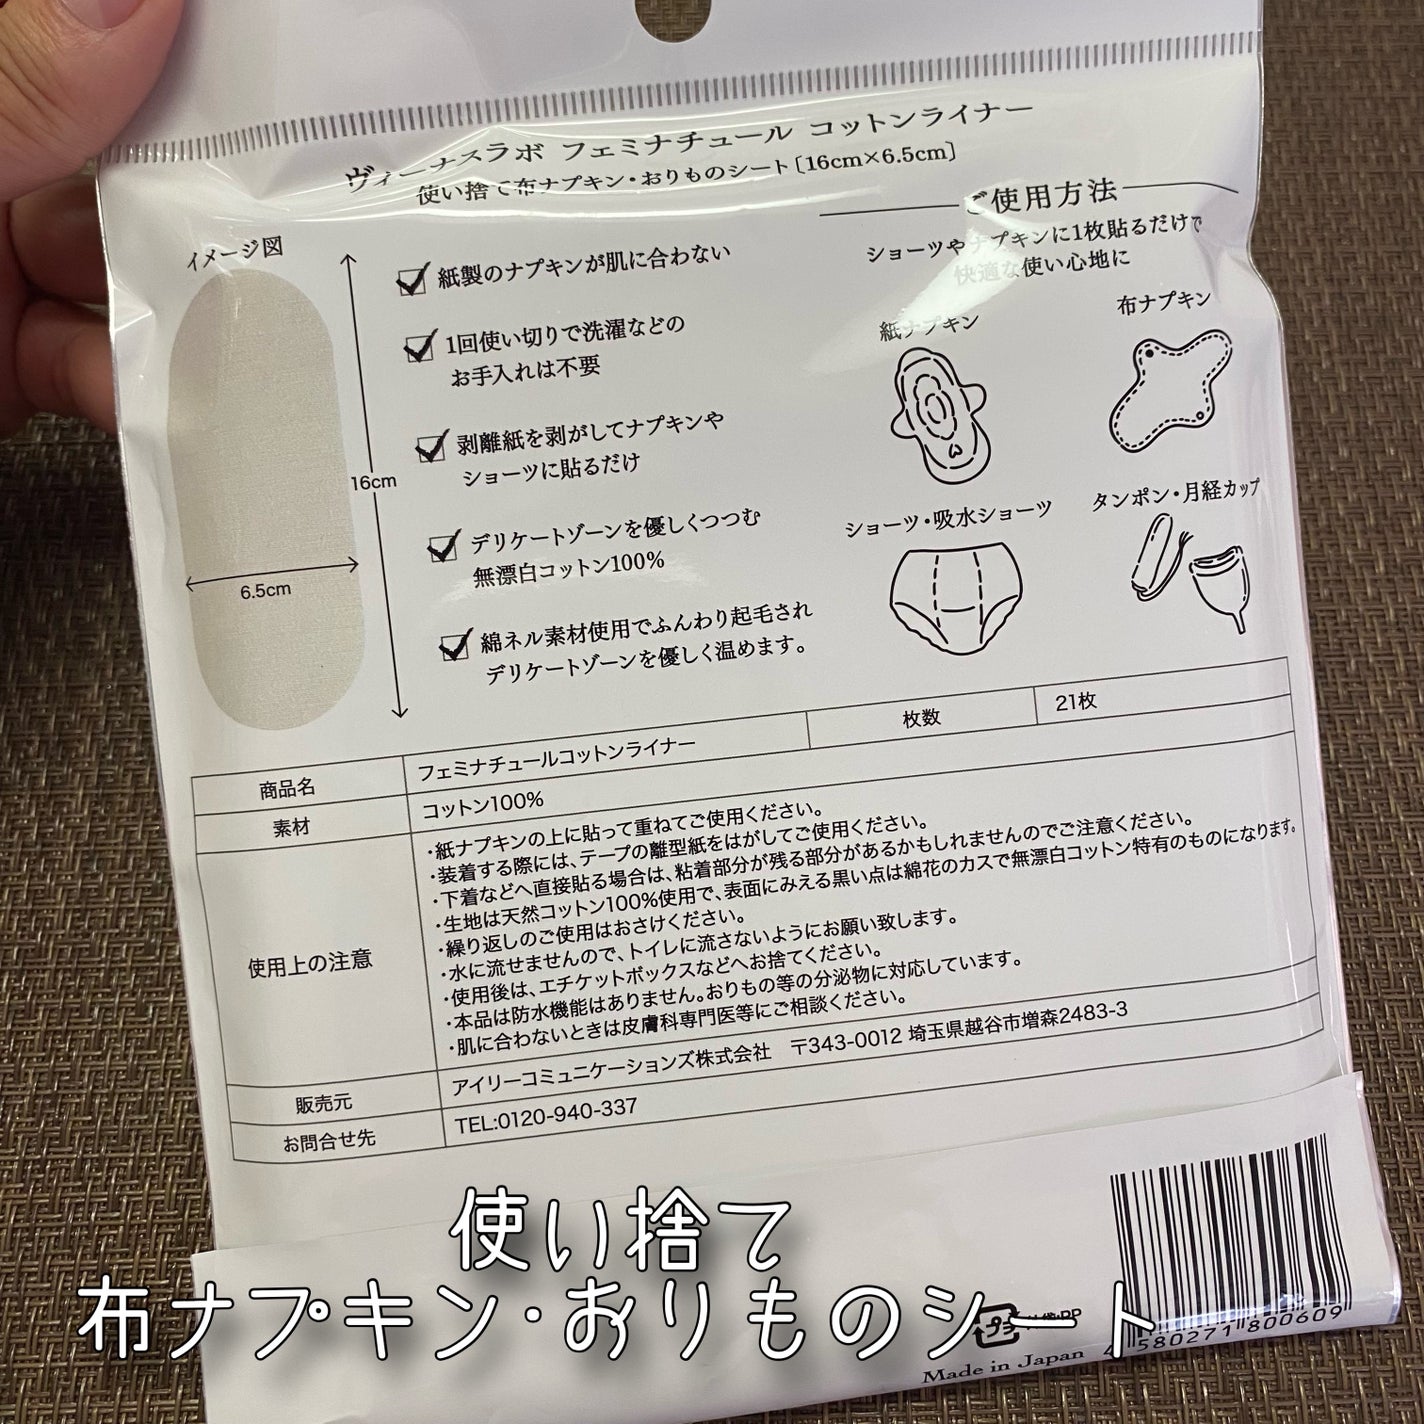 ヴィーナスラボ フェミナチュール コットンライナー
使い捨て布ナプキン・おりものシート〔16cm×6.5cm〕
イメージ図
16cm
6.5cm
紙製のナプキンが肌に合わない
1回使い切りで洗濯などの
お手入れは不要
剥離紙を剥がしてナプキンや
ショーツに貼るだけ
デリケートゾーンを優しくつつむ
無漂白コットン100%
綿ネル素材使用でふんわり起毛され
デリケートゾーンを優しく温めます。
ご使用方法
ショーツやナプキンに1枚貼るだけで
快適な使い心地に
紙ナプキン
布ナプキン
ショーツ・吸水ショーツ
タンポン・月経カップ
商品名 フェミナチュールコットンライナー 枚数 21枚
素材 コットン100%
使用上の注意
・紙ナプキンの上に貼って重ねてご使用ください。
・装着する際には、テープの離型紙をはがしてご使用ください。
・下着などへ直接貼る場合は、粘着部分が残る部分があるかもしれませんのでご注意ください。
・生地は天然コットン100%使用で、表面にみえる黒い点は綿花のカスで無漂白コットン特有のものになります。
・繰り返しのご使用はおさけください。
・水に流せませんので、トイレに流さないようにお願い致します。
・使用後は、エチケットボックスなどへお捨てください。
・本品は防水機能はありません。おりもの等の分泌物に対応しています。
・肌に合わないときは皮膚科専門医等にご相談ください。
販売元 アイリーコミュニケーションズ株式会社 〒343-0012 埼玉県越谷市増森2483-3
お問合せ先 TEL:0120-940-337
使い捨て
布ナプキン・おりものシート
プラ
PP
Made in Japan
4 580271 800609